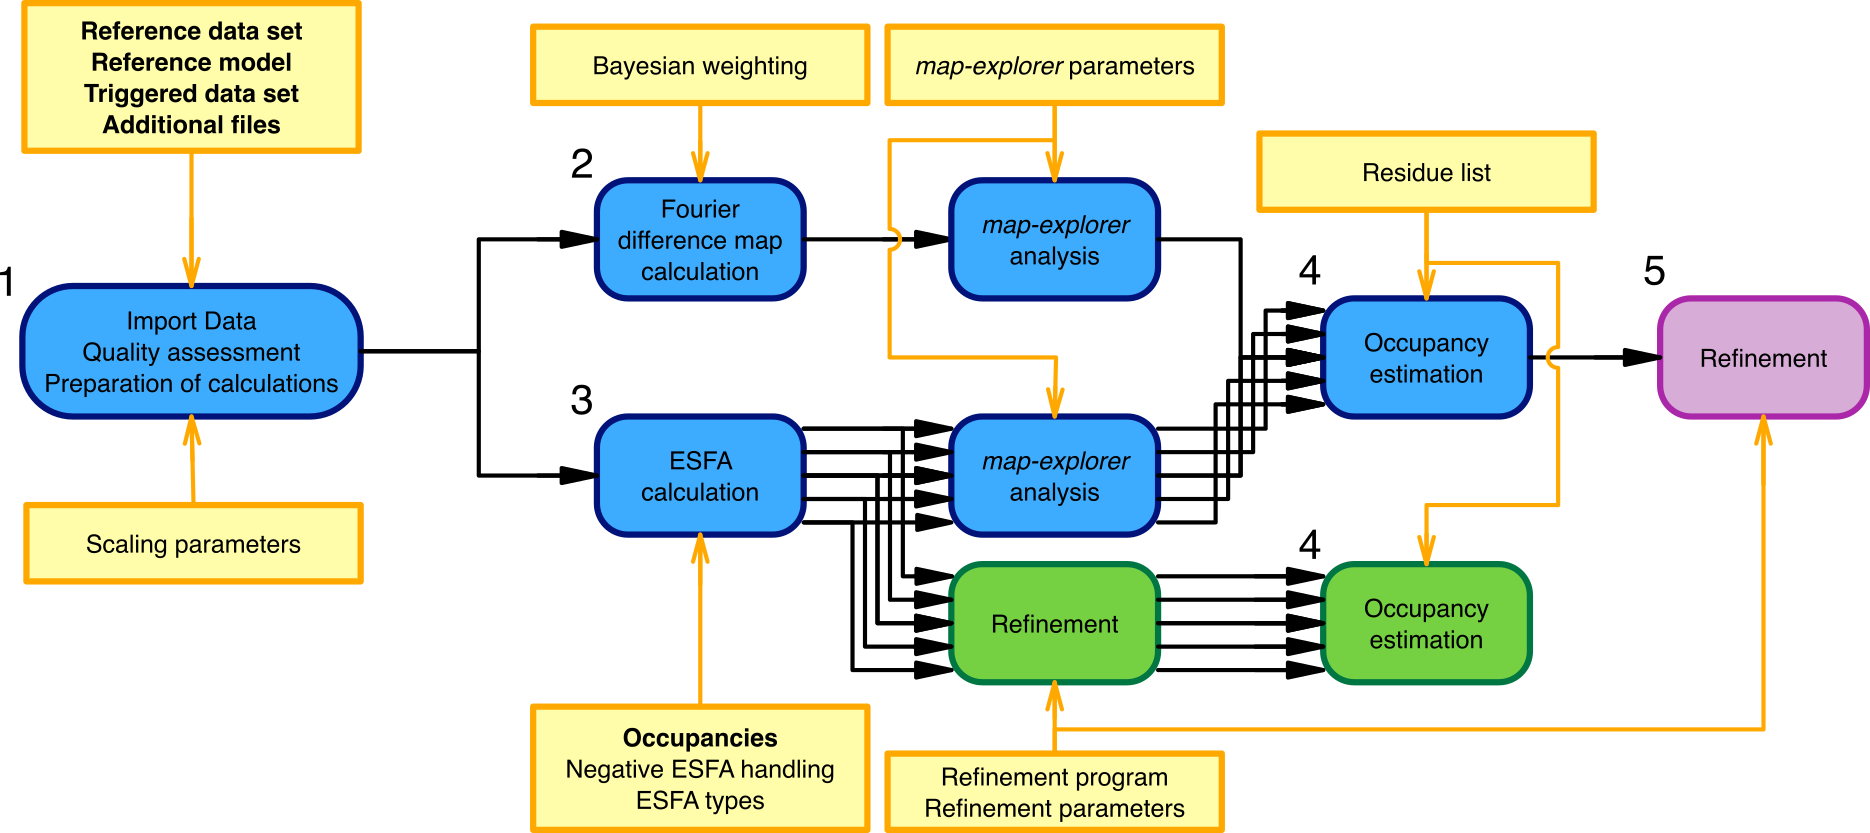 Reference data set
Reference model
Triggered data set
Additional files
Bayesian weighting
map-explorer parameters
Residue list
1
Import Data
Quality assessment
Preparation of calculations
Scaling parameters
2
Fourier
difference map
calculation
map-explorer
analysis
3
ESFA
calculation
map-explorer
analysis
4
Occupancy
estimation
5
Refinement
Refinement
4
Occupancy
estimation
Occupancies
Negative ESFA handling
ESFA types
Refinement program
Refinement parameters